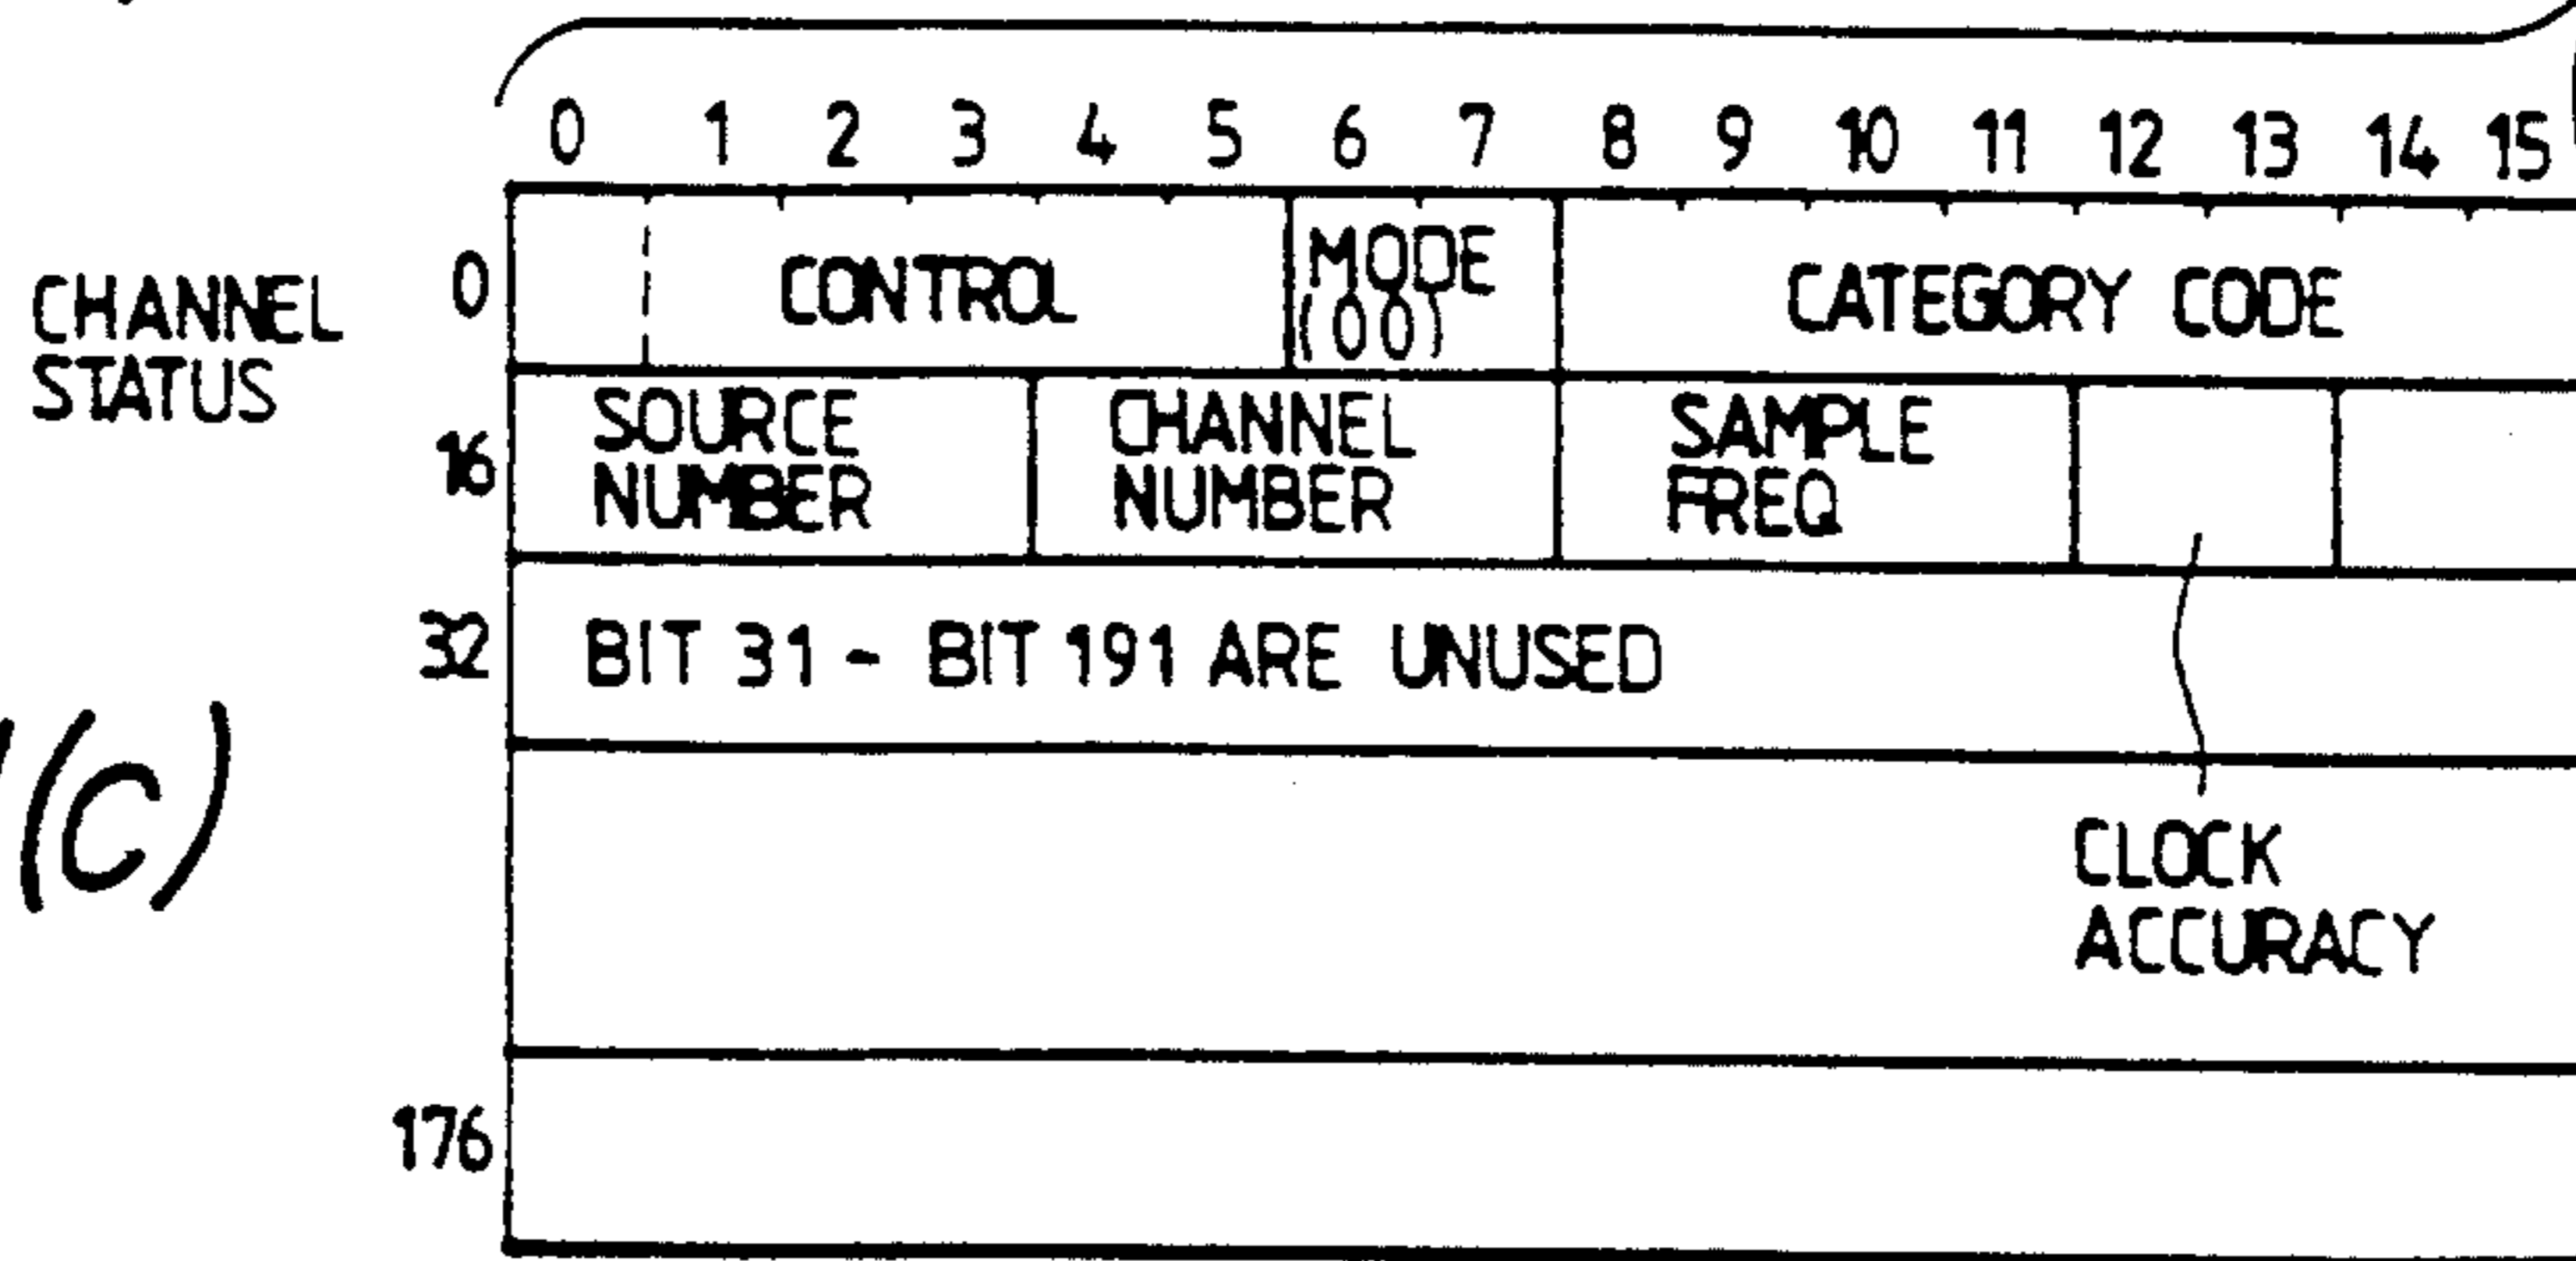 0 1 2 3 4 5 6 7 8 9 10 11 12 13 14 15
CHANNEL
STATUS
0
CONTROL
MODE
(00)
CATEGORY CODE
16
SOURCE
NUMBER
CHANNEL
NUMBER
SAMPLE
FREQ
32
BIT 31 - BIT 191 ARE UNUSED
(C)
CLOCK
ACCURACY
176